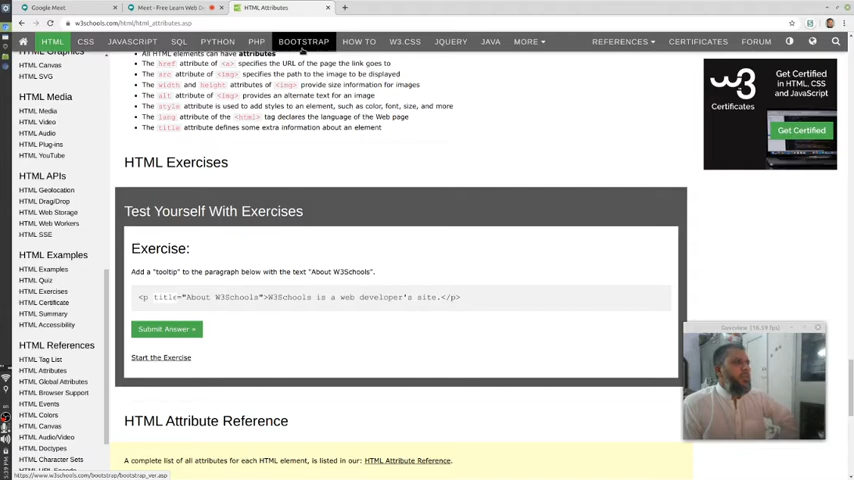 Google Meet
Meet - Free Learn Web D
HTML Attributes
w3schools.com/html/html_attributes.asp
HTML CSS JAVASCRIPT SQL PYTHON PHP BOOTSTRAP HOW TO W3.CSS JQUERY JAVA MORE REFERENCES CERTIFICATES FORUM
HTML Graphics
HTML Canvas
HTML SVG
HTML Media
HTML Media
HTML Video
HTML Audio
HTML Plug-ins
HTML YouTube
HTML APIs
HTML Geolocation
HTML Drag/Drop
HTML Web Storage
HTML Web Workers
HTML SSE
HTML Examples
HTML Examples
HTML Quiz
HTML Exercises
HTML Certificate
HTML Summary
HTML Accessibility
HTML References
HTML Tag List
HTML Attributes
HTML Global Attributes
HTML Browser Support
HTML Events
HTML Colors
HTML Canvas
HTML Audio/Video
HTML Doctypes
HTML Character Sets
All HTML elements can have attributes
The href attribute of <a> specifies the URL of the page the link goes to
The src attribute of <img> specifies the path to the image to be displayed
The width and height attributes of <img> provide size information for images
The alt attribute of <img> provides an alternate text for an image
The style attribute is used to add styles to an element, such as color, font, size, and more
The lang attribute of the <html> tag declares the language of the Web page
The title attribute defines some extra information about an element
HTML Exercises
Test Yourself With Exercises
Exercise:
Add a "tooltip" to the paragraph below with the text "About W3Schools".
<p title="About W3Schools">W3Schools is a web developer's site.</p>
Submit Answer »
Start the Exercise
HTML Attribute Reference
A complete list of all attributes for each HTML element, is listed in our: HTML Attribute Reference.
W3
Certificates
Get Certified
in HTML, CSS
and JavaScript
Get Certified
https://www.w3schools.com/bootstrap/bootstrap_ver.asp